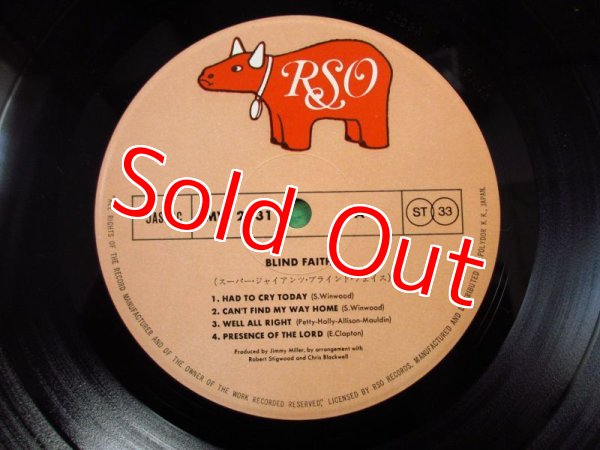 RSO
Sold Out
ST 33
BLIND FAITH
(スーパー・ジャイアンツ・ブラインド・フェイス)
1. HAD TO CRY TODAY (S.Winwood)
2. CAN'T FIND MY WAY HOME (S.Winwood)
3. WELL ALL RIGHT (Petty-Holly-Allison-Mauldin)
4. PRESENCE OF THE LORD (E.Clapton)
Produced by Jimmy Miller, by arrangement with
Robert Stigwood and Chris Blackwell
"ALL RIGHTS OF THE RECORD MANUFACTURER AND OF THE OWNER OF THE WORK RECORDED RESERVED", LICENSED BY RSO RECORDS, MANUFACTURED AND DISTRIBUTED BY POLYDOR K.K., JAPAN.